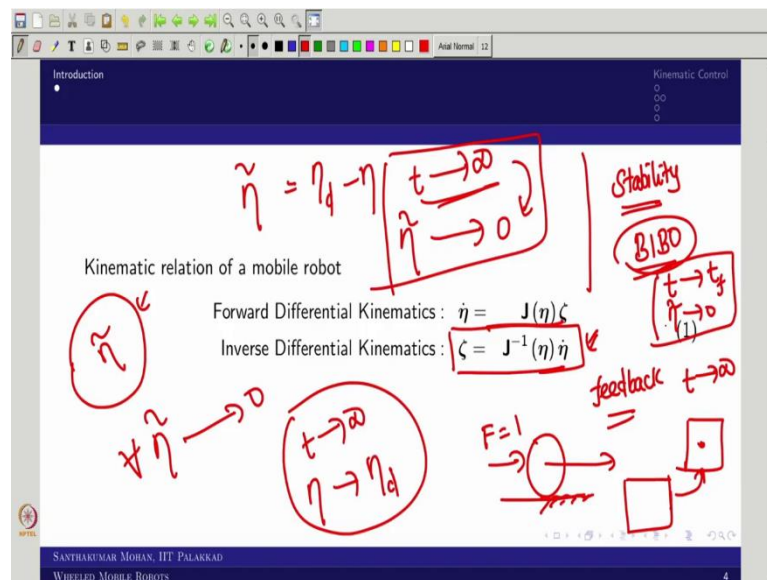 Arial Normal 12
Introduction
Kinematic Control
η̃ = η_d - η
t → ∞
η̃ → 0
Stability
BIBO
t → t_f
η̃ → 0
Kinematic relation of a mobile robot
Forward Differential Kinematics : η̇ = J(η)ζ
Inverse Differential Kinematics : ζ = J⁻¹(η) η̇
(1)
η̃
feedback t → ∞
∀ η̃ → 0
t → ∞
η → η_d
F=1
NPTEL
SANTHAKUMAR MOHAN, IIT PALAKKAD
WHEELED MOBILE ROBOTS
4